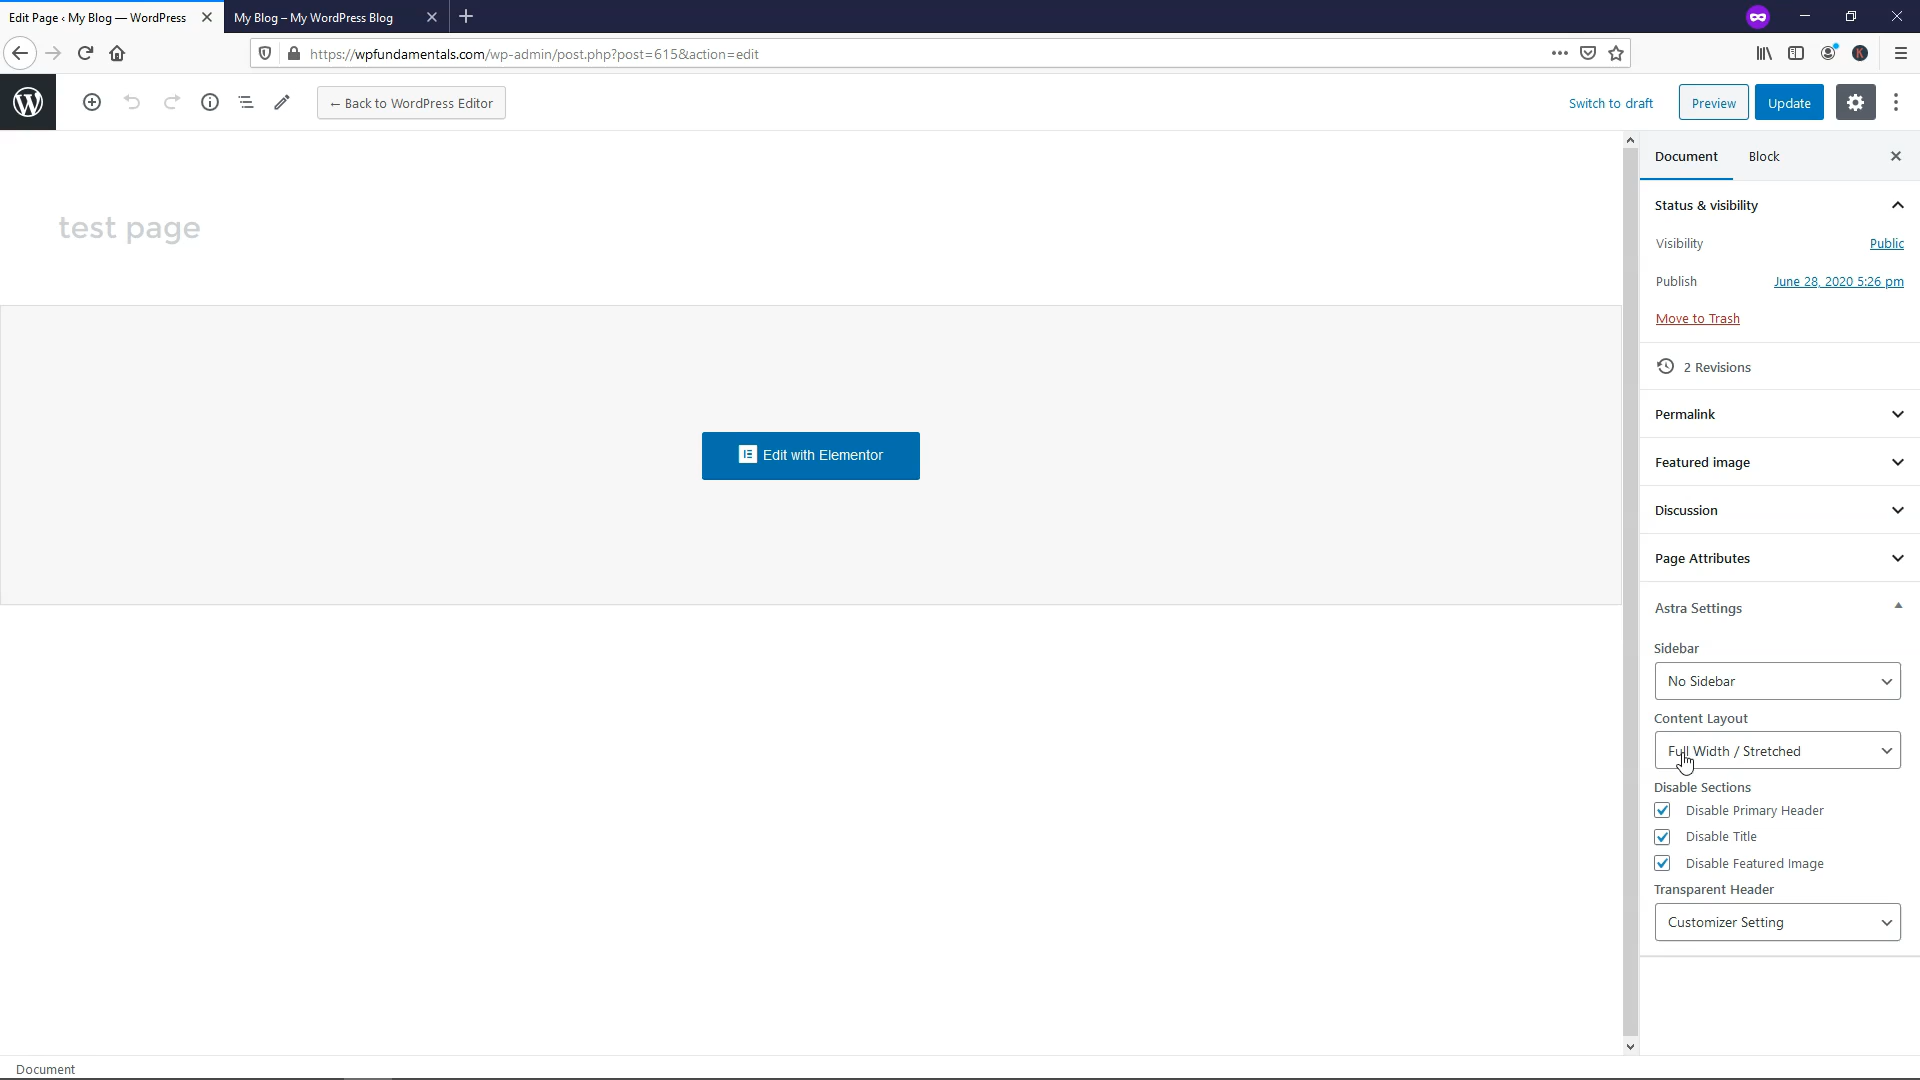 Edit Page ‹ My Blog — WordPress
My Blog – My WordPress Blog
https://wpfundamentals.com/wp-admin/post.php?post=615&action=edit
← Back to WordPress Editor
Switch to draft
Preview
Update
Document
Block
test page
Status & visibility
Visibility
Public
Publish
June 28, 2020 5:26 pm
Move to Trash
2 Revisions
Permalink
Featured image
Edit with Elementor
Discussion
Page Attributes
Astra Settings
Sidebar
No Sidebar
Content Layout
Full Width / Stretched
Disable Sections
Disable Primary Header
Disable Title
Disable Featured Image
Transparent Header
Customizer Setting
Document